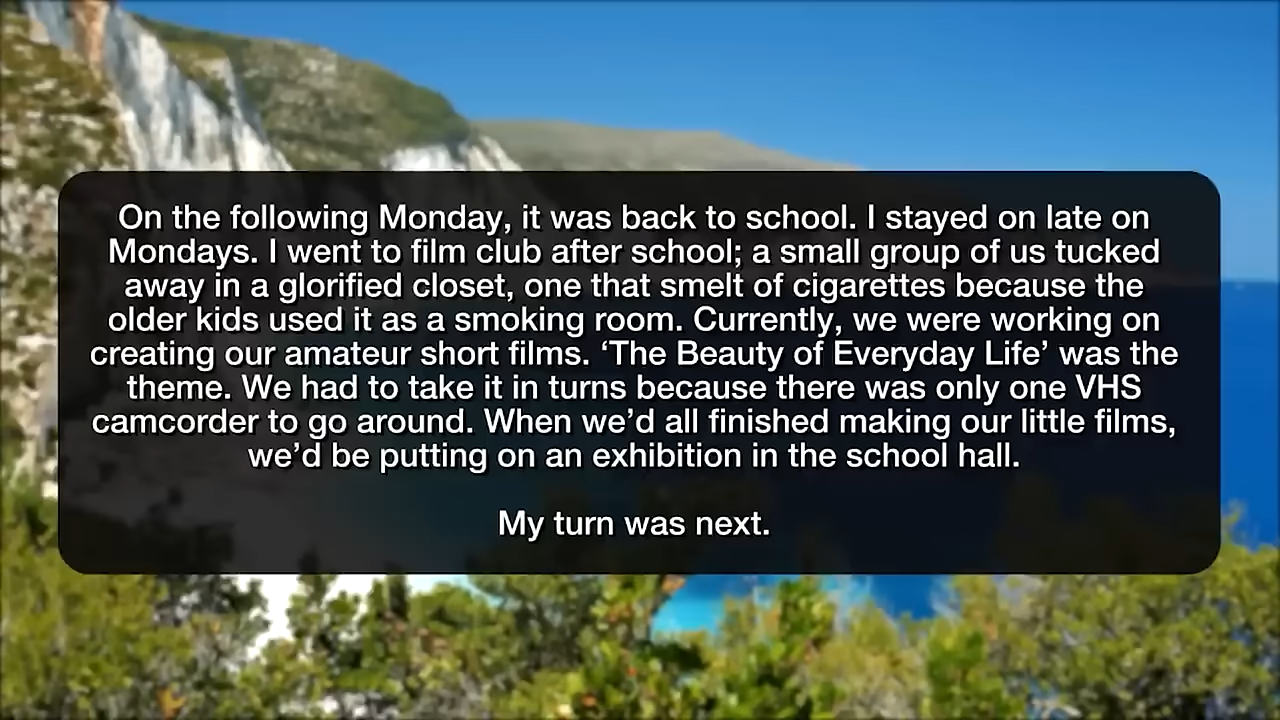 On the following Monday, it was back to school. I stayed on late on
Mondays. I went to film club after school; a small group of us tucked
away in a glorified closet, one that smelt of cigarettes because the
older kids used it as a smoking room. Currently, we were working on
creating our amateur short films. ‘The Beauty of Everyday Life’ was the
theme. We had to take it in turns because there was only one VHS
camcorder to go around. When we’d all finished making our little films,
we’d be putting on an exhibition in the school hall.
My turn was next.